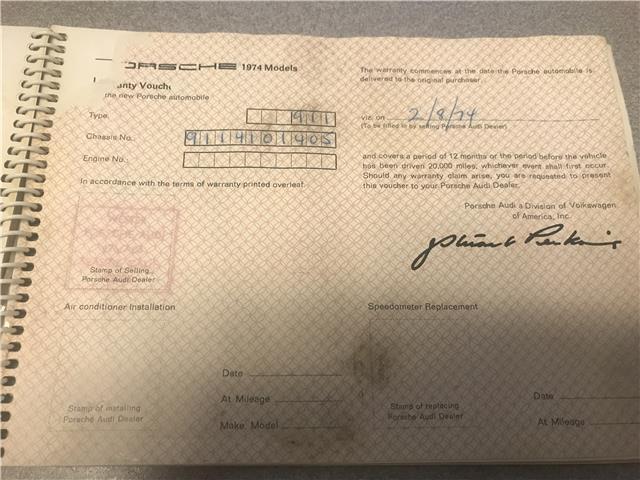 PORSCHE 1974 Models
Warranty Voucher
the new Porsche automobile
Type. 911
Chassis No.: 9114101405
Engine No.:
In accordance with the terms of warranty printed overleaf.
Stamp of Selling
Porsche Audi Dealer
Air conditioner Installation
Stamp of installing
Porsche Audi Dealer
Date
At Mileage
Make, Model
The warranty commences at the date the Porsche automobile is
delivered to the original purchaser
viz. on 2/8/74
(To be filled in by selling Porsche Audi Dealer)
and covers a period of 12 months or the period before the vehicle
has been driven 20,000 miles, whichever event shall first occur.
Should any warranty claim arise, you are requested to present
this voucher to your Porsche Audi Dealer.
Porsche Audi a Division of Volkswagen
of America, Inc.
J Stuart Perkins
Speedometer Replacement
Stamp of replacing
Porsche Audi Dealer
Date
At Mileage